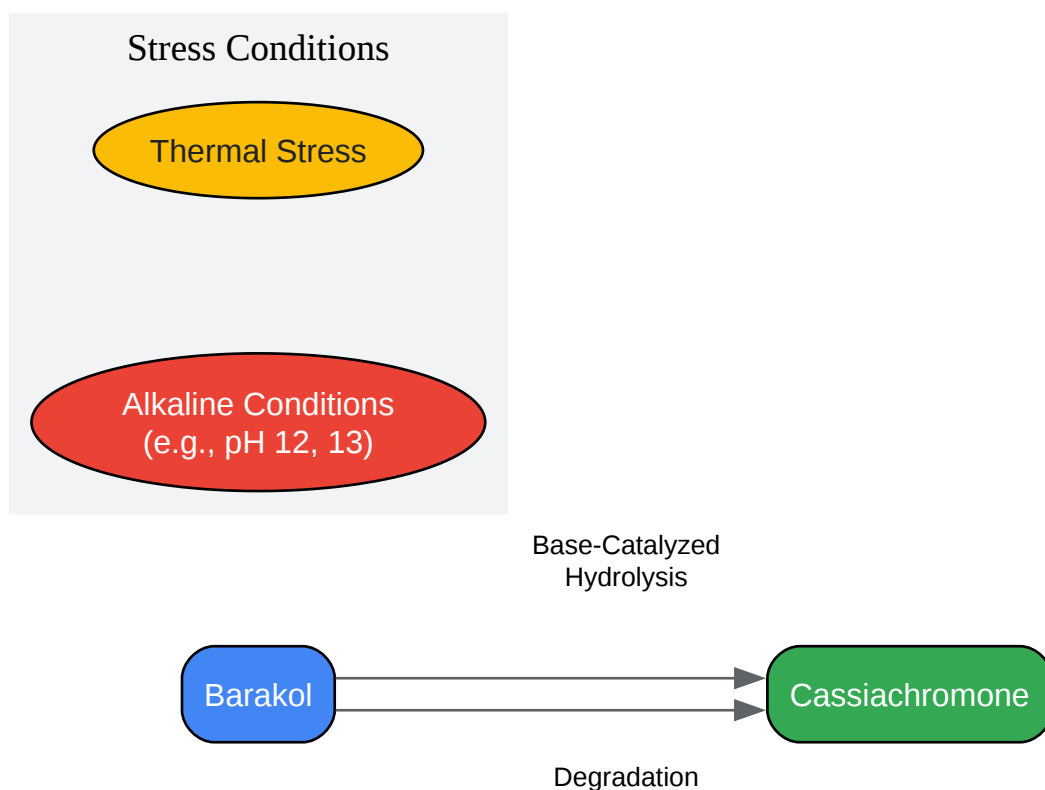 Stress Conditions
Thermal Stress
Alkaline Conditions
(e.g., pH 12, 13)
Base-Catalyzed
Hydrolysis
Barakol
Cassiachromone
Degradation